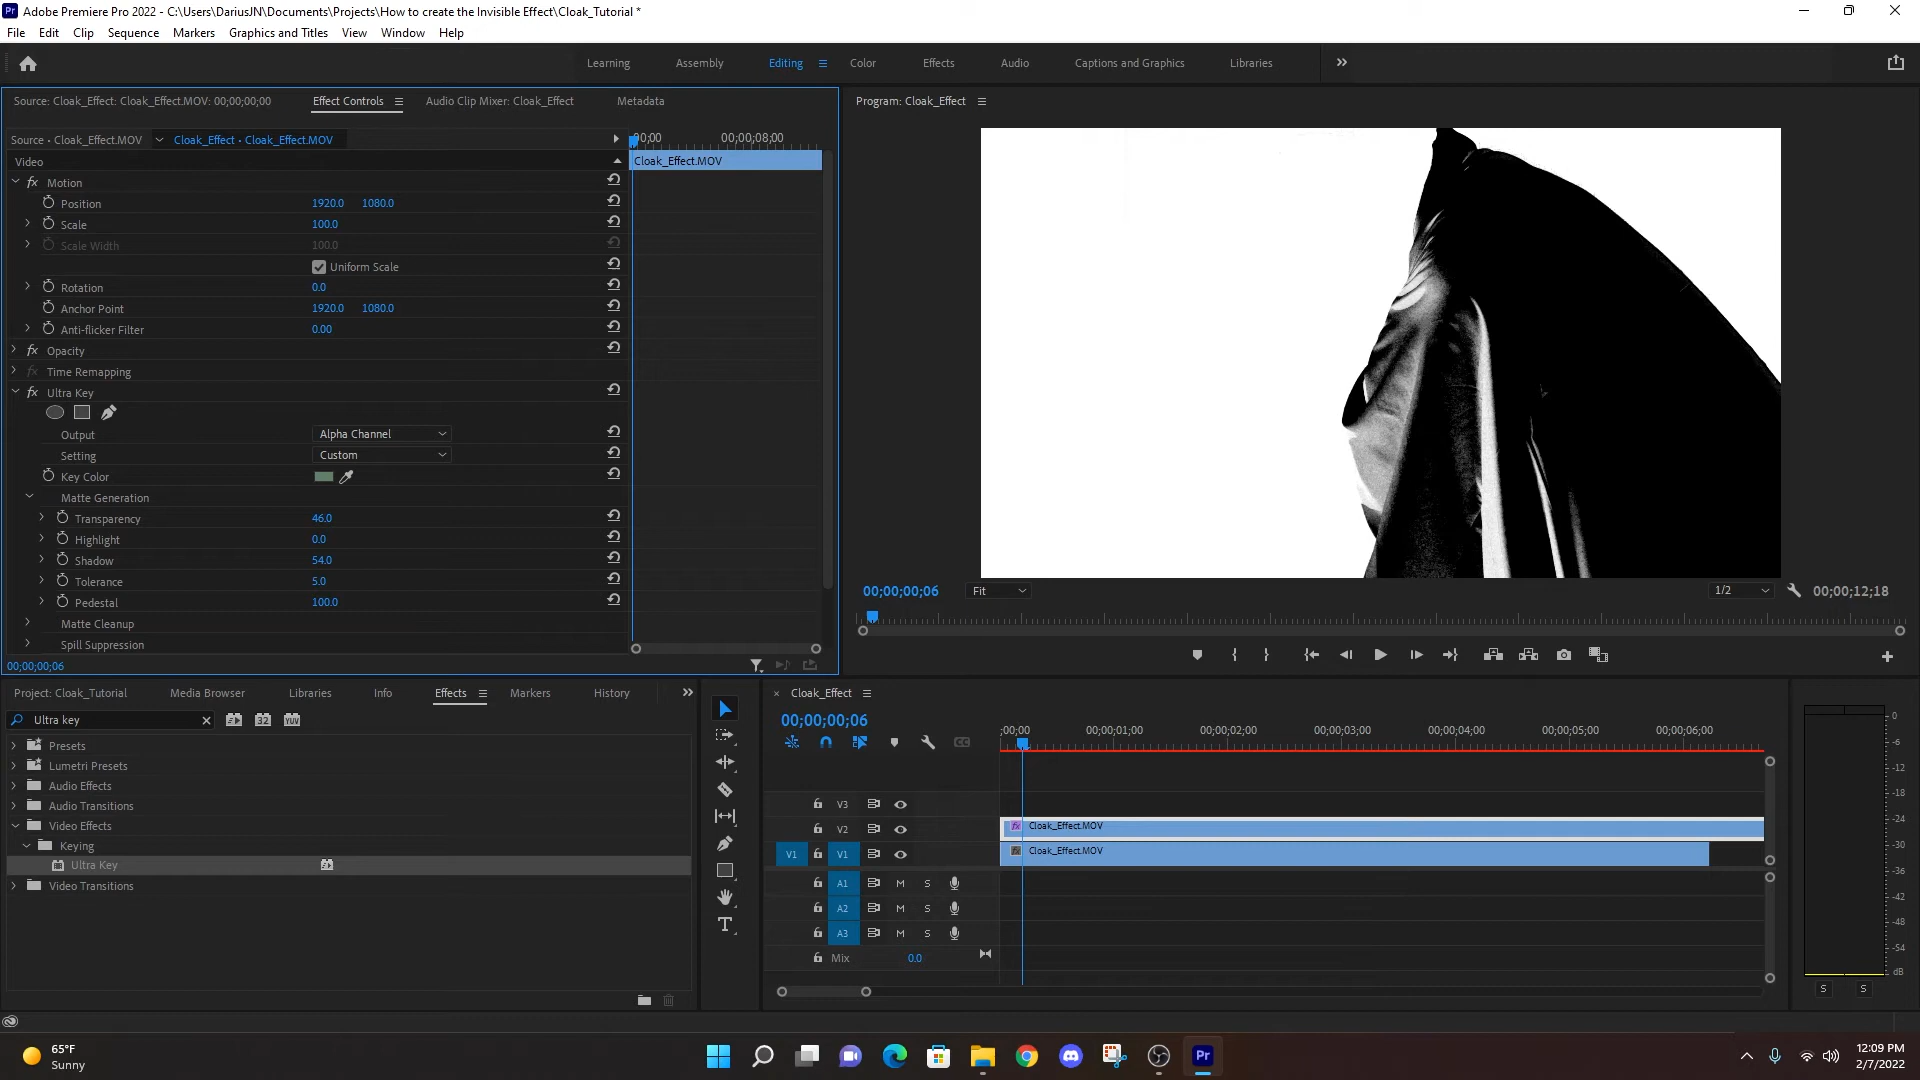 Adobe Premiere Pro 2022 - C:\Users\DariusJN\Documents\Projects\How to create the Invisible Effect\Cloak_Tutorial *
File Edit Clip Sequence Markers Graphics and Titles View Window Help
Learning Assembly Editing Color Effects Audio Captions and Graphics Libraries
Source: Cloak_Effect: Cloak_Effect.MOV: 00;00;00;00 Effect Controls Audio Clip Mixer: Cloak_Effect Metadata
Program: Cloak_Effect
Source • Cloak_Effect.MOV Cloak_Effect • Cloak_Effect.MOV
00;00 00;00;08;00
Video
Cloak_Effect.MOV
fx Motion
Position 1920.0 1080.0
Scale 100.0
Scale Width 100.0
Uniform Scale
Rotation 0.0
Anchor Point 1920.0 1080.0
Anti-flicker Filter 0.00
fx Opacity
fx Time Remapping
fx Ultra Key
Output Alpha Channel
Setting Custom
Key Color
Matte Generation
Transparency 46.0
Highlight 0.0
Shadow 54.0
Tolerance 5.0
Pedestal 100.0
Matte Cleanup
Spill Suppression
00;00;00;06
00;00;00;06 Fit 1/2 00;00;12;18
Project: Cloak_Tutorial Media Browser Libraries Info Effects Markers History
Ultra key 32 YUV
Presets
Lumetri Presets
Audio Effects
Audio Transitions
Video Effects
Keying
Ultra Key
Video Transitions
Cloak_Effect
00;00;00;06
;00;00 00;00;01;00 00;00;02;00 00;00;03;00 00;00;04;00 00;00;05;00 00;00;06;00
V3
V2 fx Cloak_Effect.MOV
V1 V1 fx Cloak_Effect.MOV
A1 M S
A2 M S
A3 M S
Mix 0.0
0
-6
-12
-18
-24
-30
-36
-42
-48
-54
dB
S S
65°F
Sunny
Pr
12:09 PM
2/7/2022